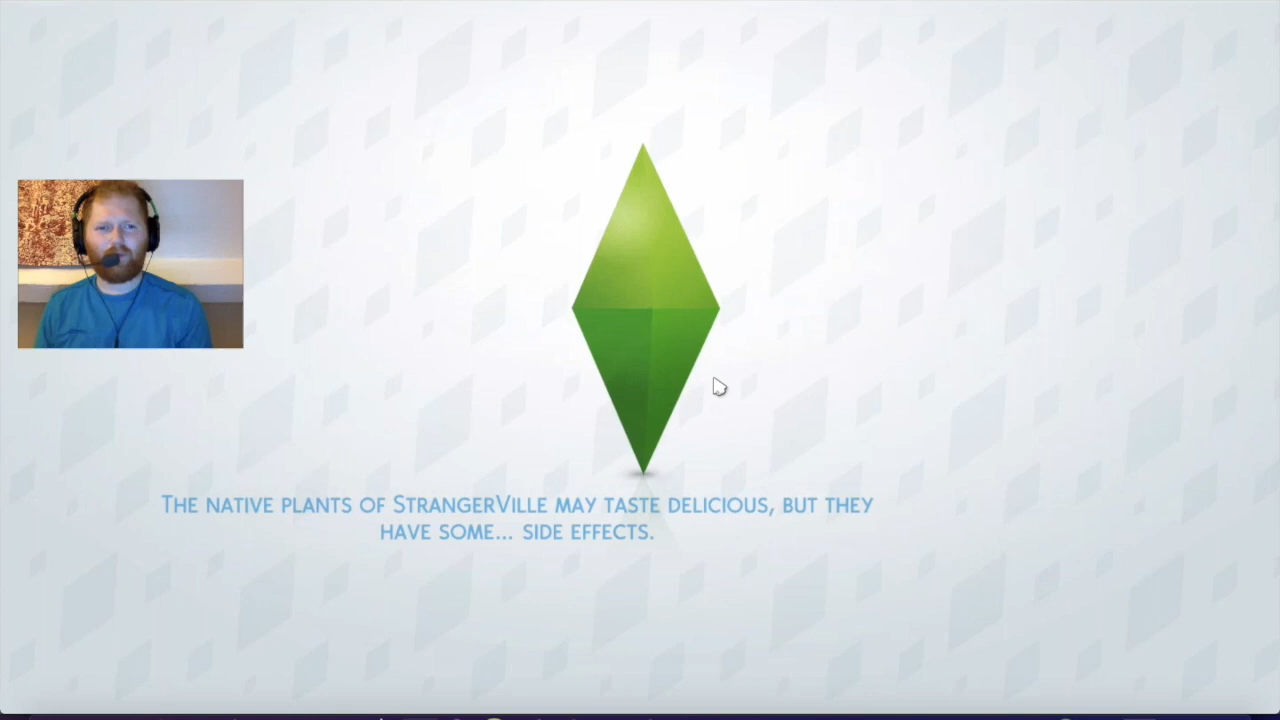 The native plants of StrangerVille may taste delicious, but they
have some... side effects.